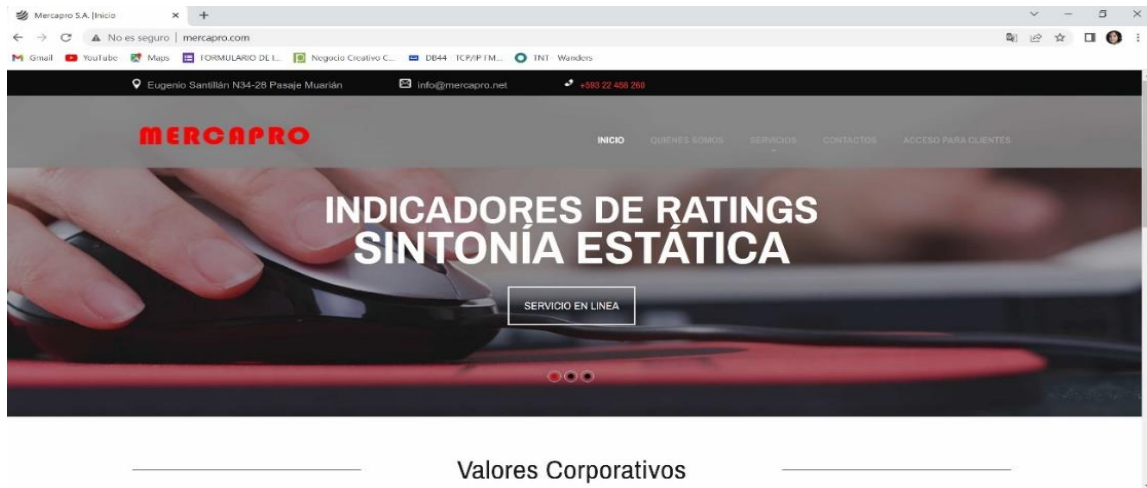 Mercapro S.A. |Inicio
No es seguro | mercapro.com
Gmail YouTube Maps FORMULARIO DE I... Negocio Creativo C... DB44 TCP/IP FM... TNT Wanders
Eugenio Santillán N34-28 Pasaje Muarián info@mercapro.net +593 22 456 268
MERCAPRO
INICIO QUIENES SOMOS SERVICIOS CONTACTOS ACCESO PARA CLIENTES
INDICADORES DE RATINGS
SINTONÍA ESTÁTICA
SERVICIO EN LINEA
Valores Corporativos